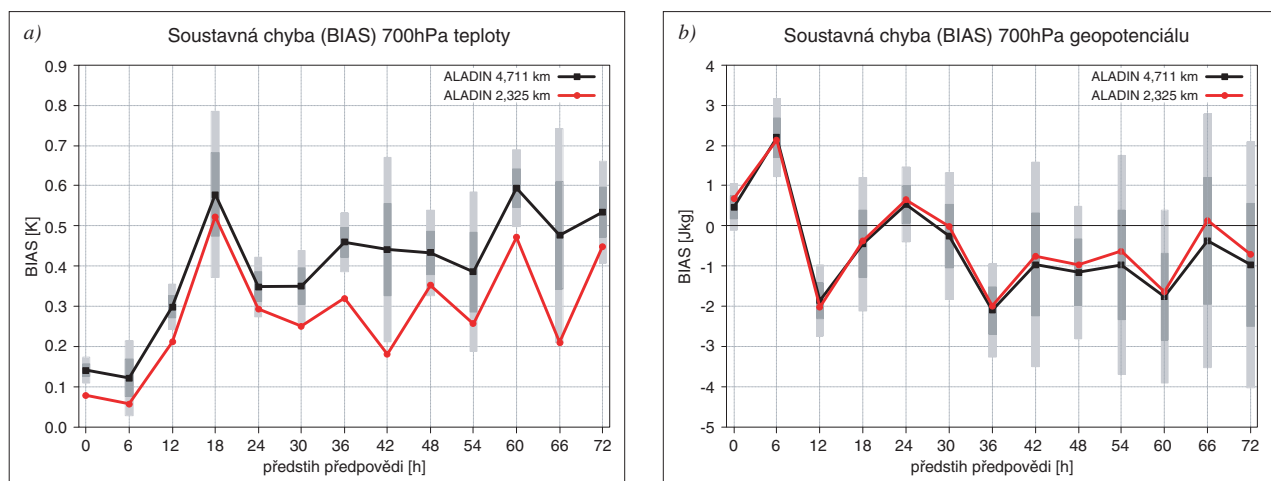 a)
Soustavná chyba (BIAS) 700hPa teploty
ALADIN 4,711 km
ALADIN 2,325 km
BIAS [K]
0.9
0.8
0.7
0.6
0.5
0.4
0.3
0.2
0.1
0.0
0 6 12 18 24 30 36 42 48 54 60 66 72
předstih předpovědi [h]
b)
Soustavná chyba (BIAS) 700hPa geopotenciálu
ALADIN 4,711 km
ALADIN 2,325 km
BIAS [Jkg]
4
3
2
1
0
-1
-2
-3
-4
-5
0 6 12 18 24 30 36 42 48 54 60 66 72
předstih předpovědi [h]